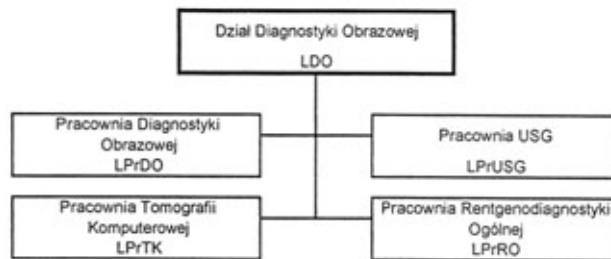 Dział Diagnostyki Obrazowej
LDO
Pracownia Diagnostyki
Obrazowej
LPrDO
Pracownia USG
LPrUSG
Pracownia Tomografii
Komputerowej
LPrTK
Pracownia Rentgenodiagnostyki
Ogólnej
LPrRO